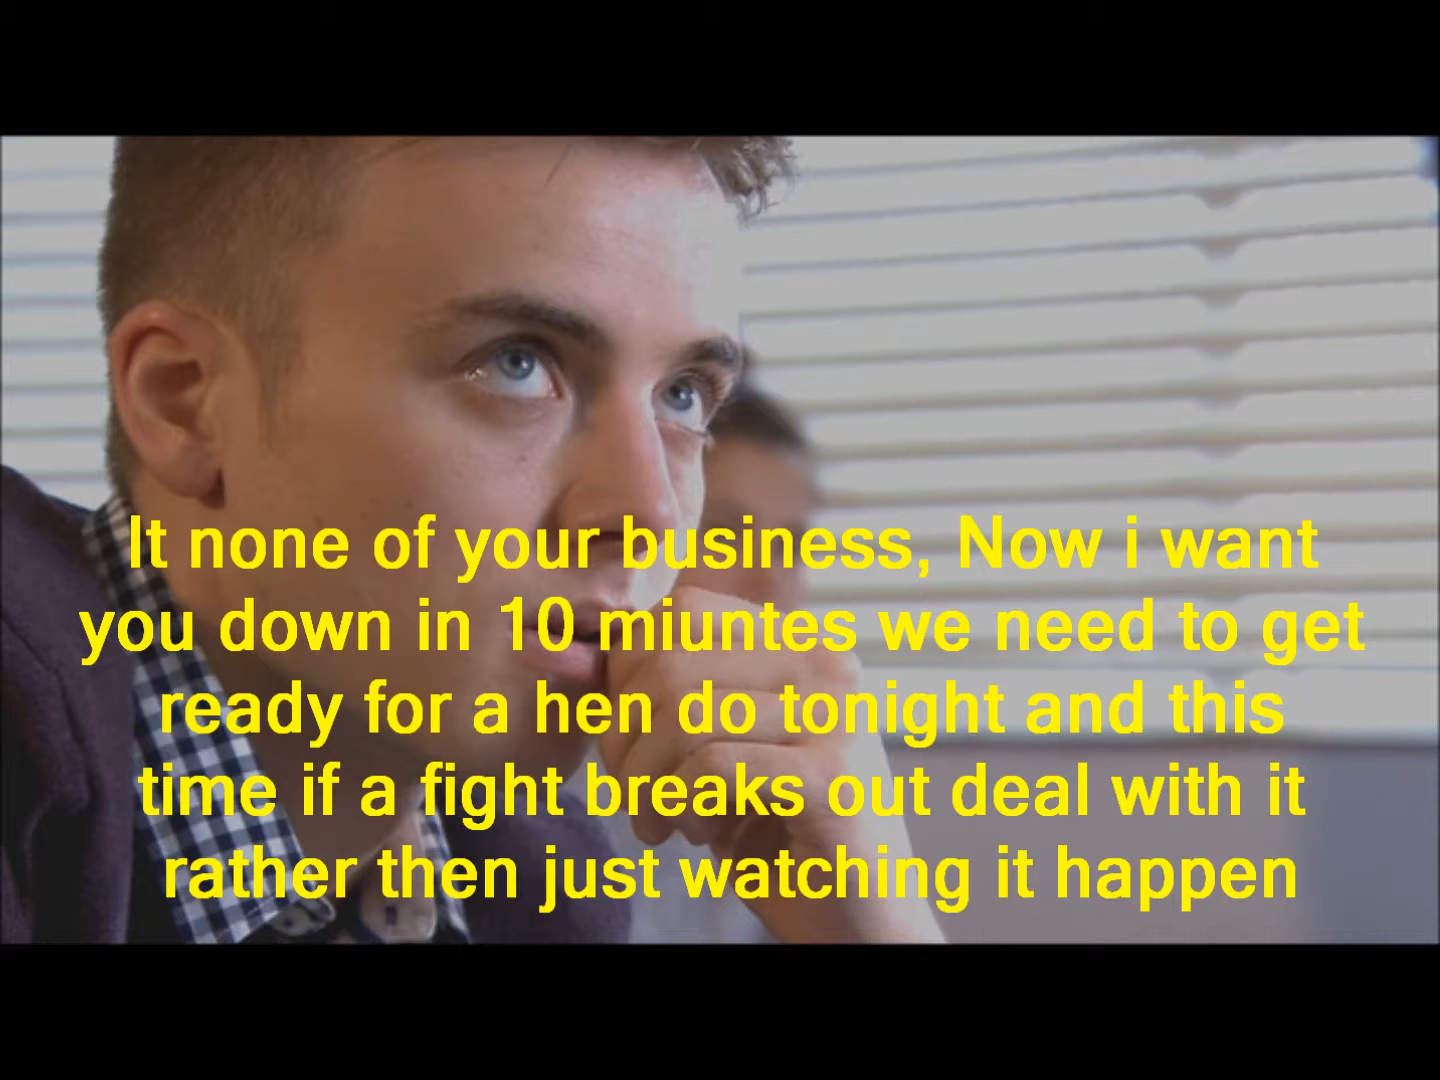 It none of your business, Now i want
you down in 10 miuntes we need to get
ready for a hen do tonight and this
time if a fight breaks out deal with it
rather then just watching it happen